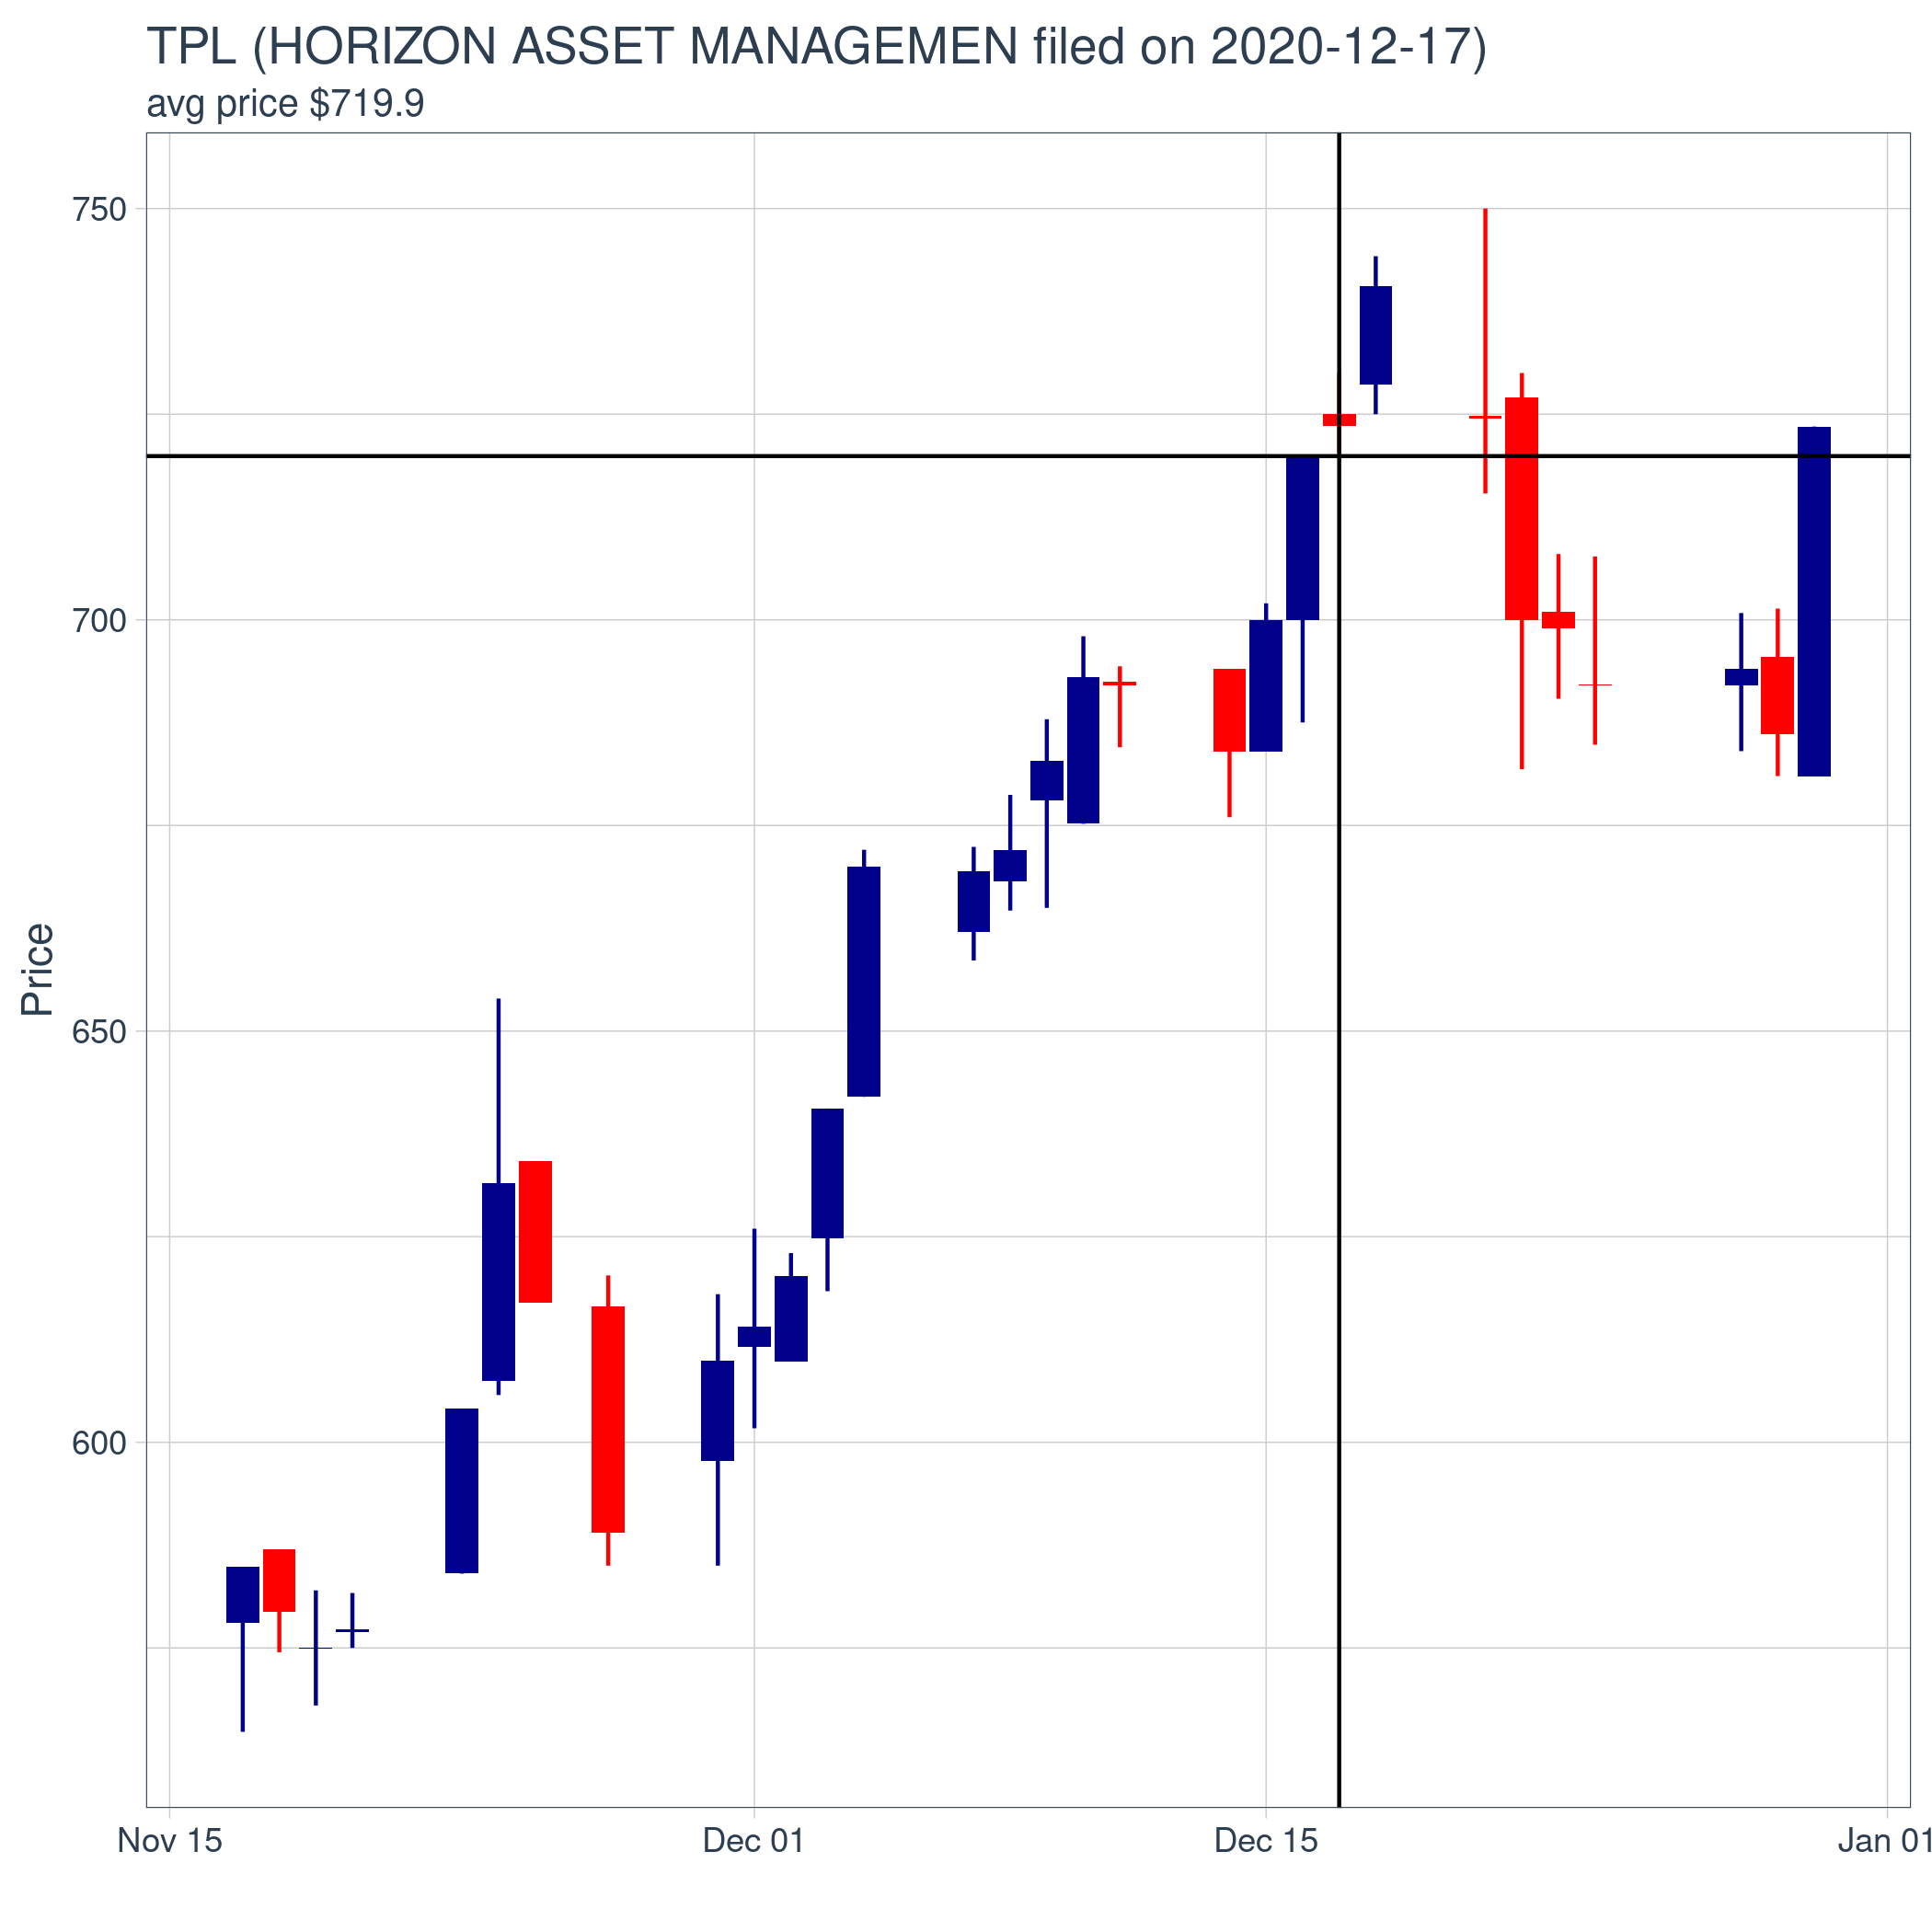 TPL (HORIZON ASSET MANAGEMEN filed on 2020-12-17)
avg price $719.9
750
700
650
600
Price
Nov 15 Dec 01 Dec 15 Jan 01